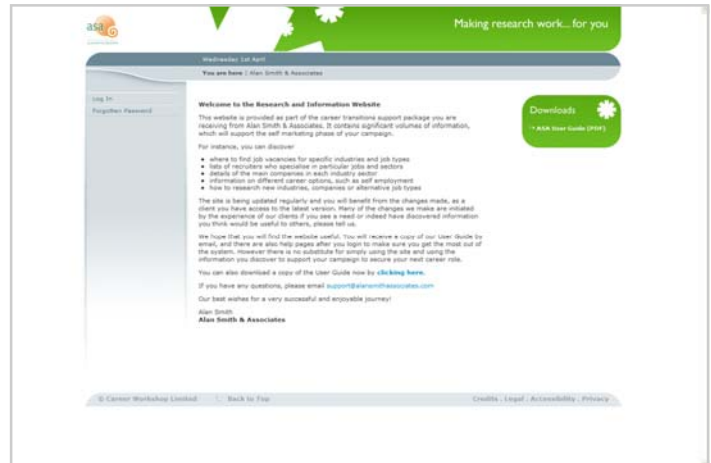 asa
Making research work... for you
Wednesday 1st April
You are here : Alan Smith & Associates
Log In
Forgotten Password
Welcome to the Research and Information Website
This website is provided as part of the career transitions support package you are
receiving from Alan Smith & Associates. It contains significant volumes of information,
which will support the self marketing phase of your campaign.
For instance, you can discover
• where to find job vacancies for specific industries and job types
• lists of recruiters who specialise in particular jobs and sectors
• details of the main companies in each industry sector
• information on different career options, such as self employment
• how to research new industries, companies or alternative job types
The site is being updated regularly and you will benefit from the changes made, as a
client you have access to the latest version. Many of the changes we make are initiated
by the experience of our clients if you see a need or indeed have discovered information
you think would be useful to others, please tell us.
We hope that you will find the website useful. You will receive a copy of our User Guide by
email, and there are also help pages after you login to make sure you get the most out of
the system. However there is no substitute for simply using the site and using the
information you discover to support your campaign to secure your next career role.
You can also download a copy of the User Guide now by clicking here.
If you have any questions, please email support@alansmithassociates.com
Our best wishes for a very successful and enjoyable journey!
Alan Smith
Alan Smith & Associates
Downloads
ASA User Guide (PDF)
© Career Workshop Limited
Back to Top
Credits . Legal . Accessibility . Privacy